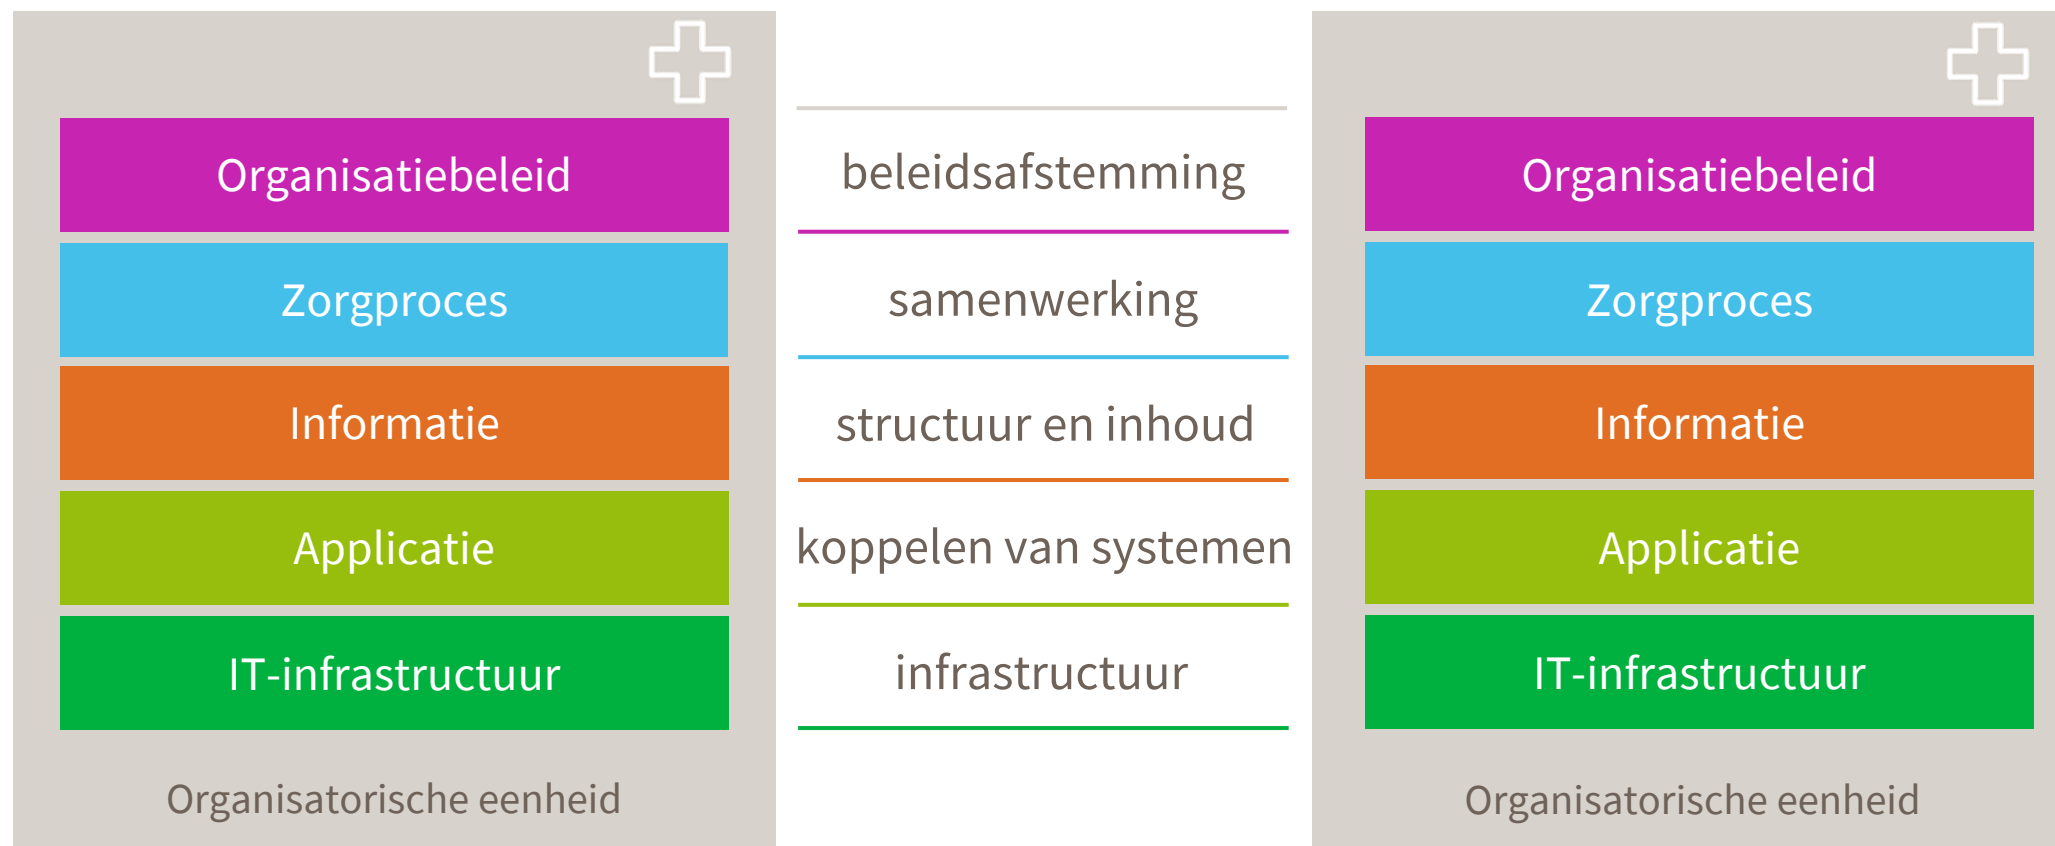 Organisatiebeleid
Zorgproces
Informatie
Applicatie
IT-infrastructuur
Organisatorische eenheid
beleidsafstemming
samenwerking
structuur en inhoud
koppelen van systemen
infrastructuur
Organisatiebeleid
Zorgproces
Informatie
Applicatie
IT-infrastructuur
Organisatorische eenheid